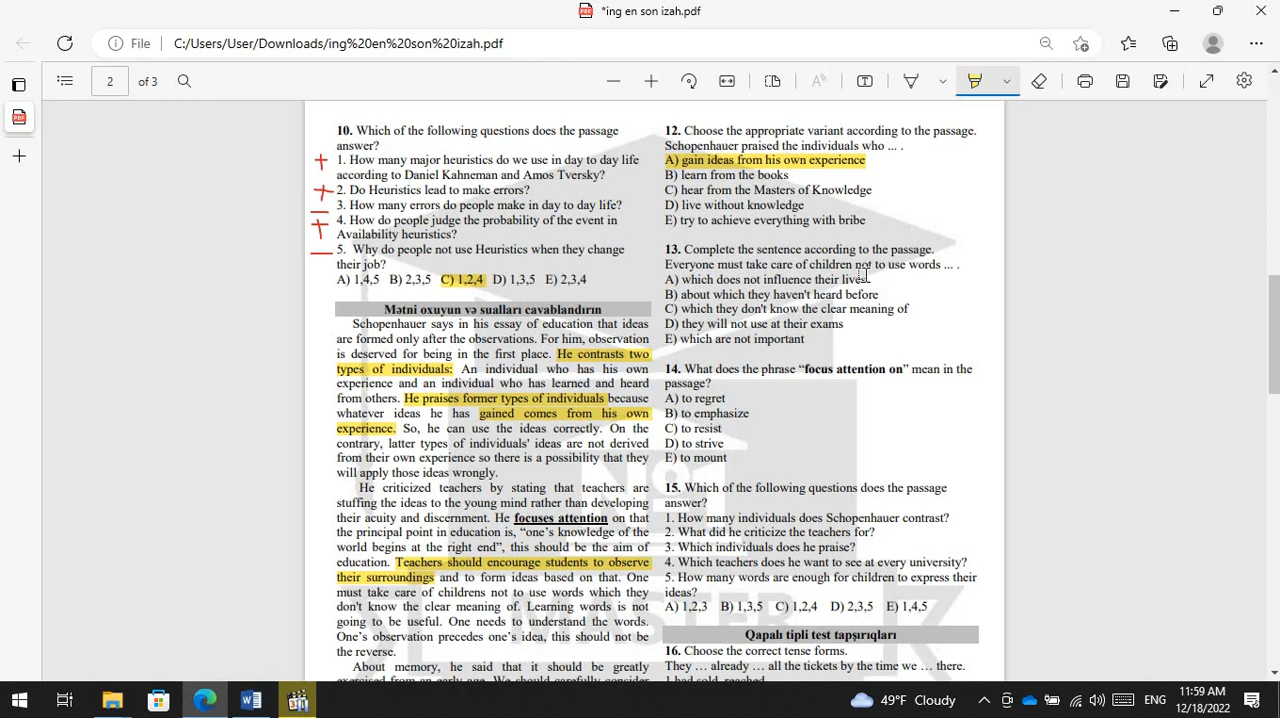 *ing en son izah.pdf
File
C:/Users/User/Downloads/ing%20en%20son%20izah.pdf
2
of 3
10. Which of the following questions does the passage
answer?
1. How many major heuristics do we use in day to day life
according to Daniel Kahneman and Amos Tversky?
2. Do Heuristics lead to make errors?
3. How many errors do people make in day to day life?
4. How do people judge the probability of the event in
Availability heuristics?
5. Why do people not use Heuristics when they change
their job?
A) 1,4,5 B) 2,3,5 C) 1,2,4 D) 1,3,5 E) 2,3,4
Mətni oxuyun və sualları cavablandırın
Schopenhauer says in his essay of education that ideas
are formed only after the observations. For him, observation
is deserved for being in the first place. He contrasts two
types of individuals: An individual who has his own
experience and an individual who has learned and heard
from others. He praises former types of individuals because
whatever ideas he has gained comes from his own
experience. So, he can use the ideas correctly. On the
contrary, latter types of individuals' ideas are not derived
from their own experience so there is a possibility that they
will apply those ideas wrongly.
He criticized teachers by stating that teachers are
stuffing the ideas to the young mind rather than developing
their acuity and discernment. He focuses attention on that
the principal point in education is, “one’s knowledge of the
world begins at the right end”, this should be the aim of
education. Teachers should encourage students to observe
their surroundings and to form ideas based on that. One
must take care of childrens not to use words which they
don't know the clear meaning of. Learning words is not
going to be useful. One needs to understand the words.
One’s observation precedes one’s idea, this should not be
the reverse.
About memory, he said that it should be greatly
exercised from an early age. We should carefully consider
12. Choose the appropriate variant according to the passage.
Schopenhauer praised the individuals who ... .
A) gain ideas from his own experience
B) learn from the books
C) hear from the Masters of Knowledge
D) live without knowledge
E) try to achieve everything with bribe
13. Complete the sentence according to the passage.
Everyone must take care of children not to use words ... .
A) which does not influence their lives
B) about which they haven't heard before
C) which they don't know the clear meaning of
D) they will not use at their exams
E) which are not important
14. What does the phrase “focus attention on” mean in the
passage?
A) to regret
B) to emphasize
C) to resist
D) to strive
E) to mount
15. Which of the following questions does the passage
answer?
1. How many individuals does Schopenhauer contrast?
2. What did he criticize the teachers for?
3. Which individuals does he praise?
4. Which teachers does he want to see at every university?
5. How many words are enough for children to express their
ideas?
A) 1,2,3 B) 1,3,5 C) 1,2,4 D) 2,3,5 E) 1,4,5
Qapalı tipli test tapşırıqları
16. Choose the correct tense forms.
They … already … all the tickets by the time we … there.
1.had sold, reached
49°F Cloudy
ENG
11:59 AM
12/18/2022